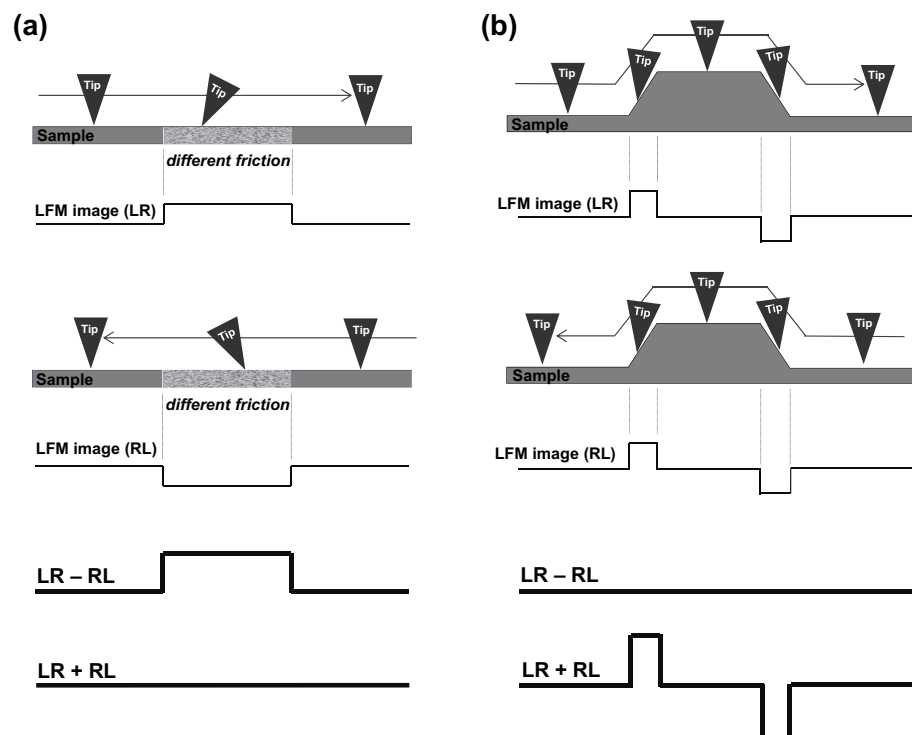 (a)
Tip
Tip
Tip
Sample
different friction
LFM image (LR)
Tip
Tip
Tip
Sample
different friction
LFM image (RL)
LR – RL
LR + RL
(b)
Tip
Tip
Tip
Tip
Tip
Sample
LFM image (LR)
Tip
Tip
Tip
Tip
Tip
Sample
LFM image (RL)
LR – RL
LR + RL